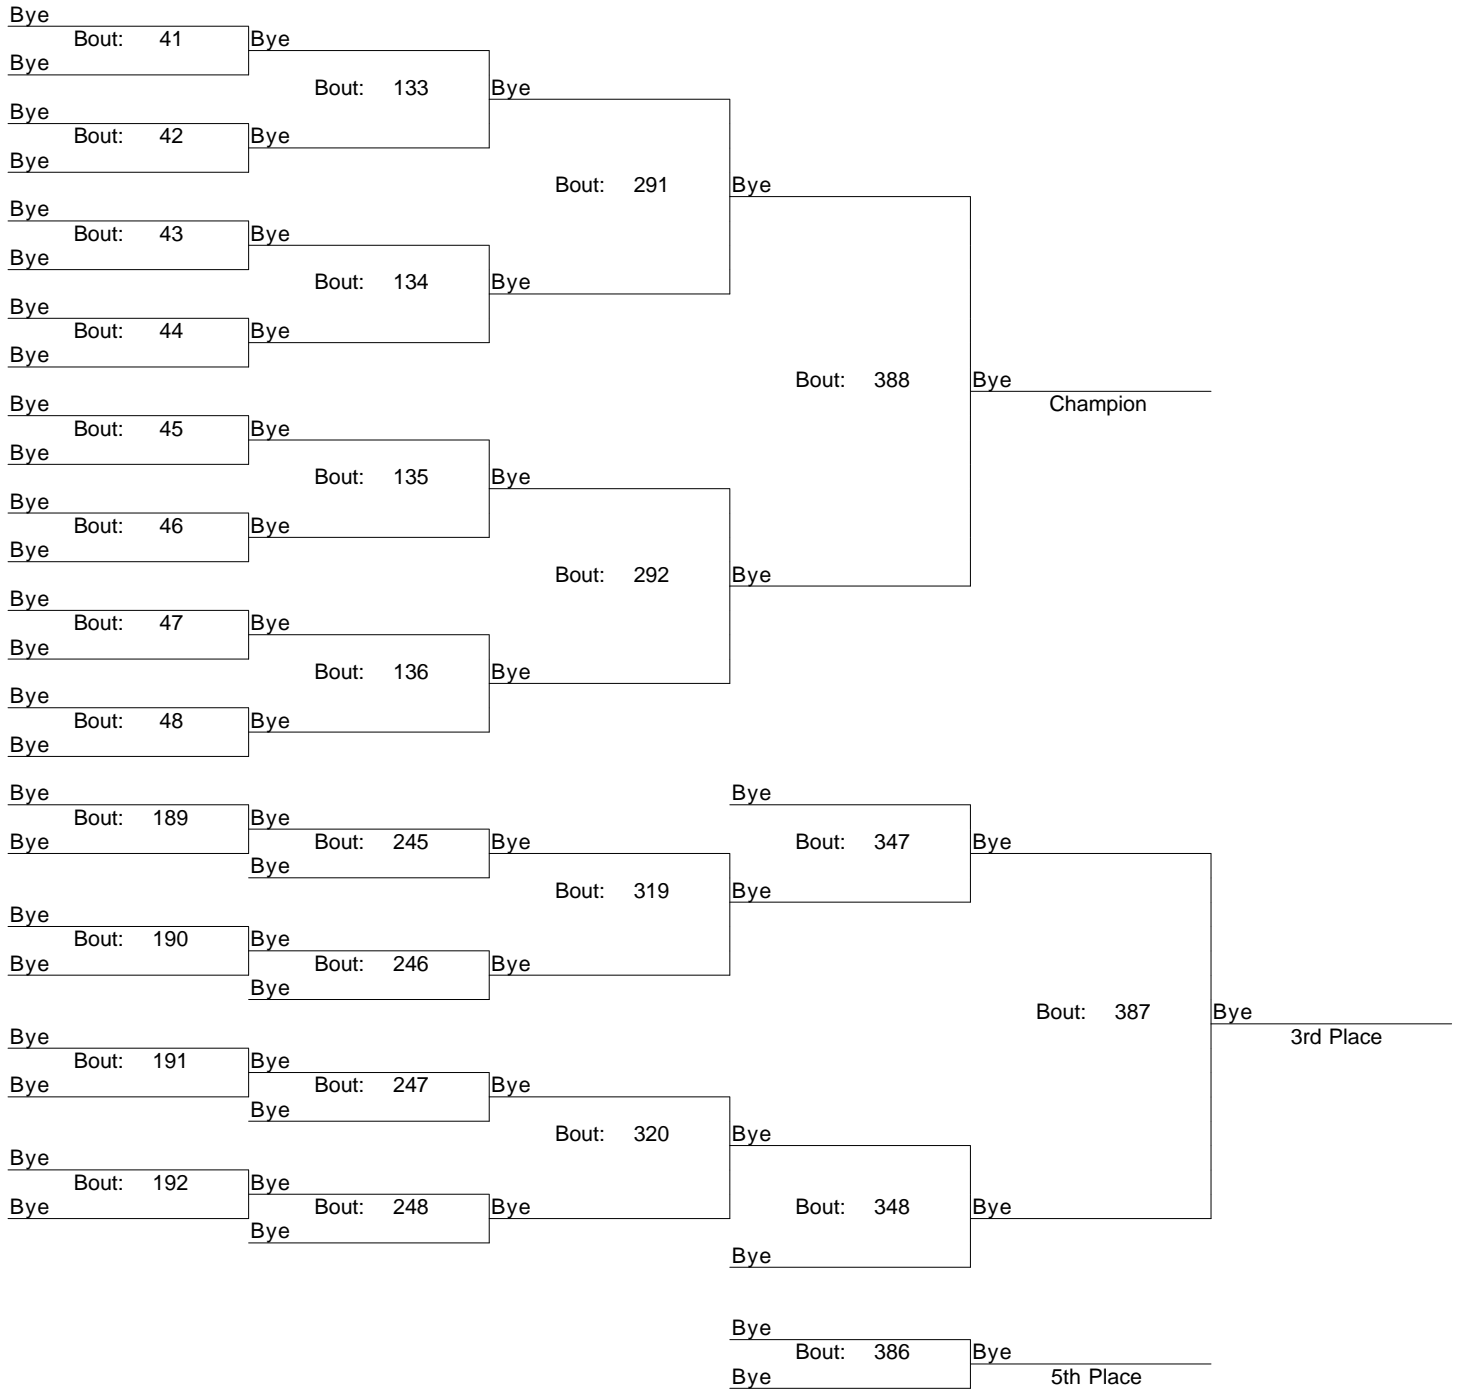 Bye
Bout: 41 Bye
Bye
Bout: 133 Bye
Bye
Bout: 42 Bye
Bye
Bout: 291 Bye
Bye
Bout: 43 Bye
Bye
Bout: 134 Bye
Bye
Bout: 44 Bye
Bye
Bout: 388 Bye
Champion
Bye
Bout: 45 Bye
Bye
Bout: 135 Bye
Bye
Bout: 46 Bye
Bye
Bout: 292 Bye
Bye
Bout: 47 Bye
Bye
Bout: 136 Bye
Bye
Bout: 48 Bye
Bye
Bye Bye
Bout: 189 Bye
Bye Bout: 245 Bye Bout: 347 Bye
Bye
Bout: 319 Bye
Bye
Bout: 190 Bye
Bye Bout: 246 Bye
Bye
Bout: 387 Bye
3rd Place
Bye
Bout: 191 Bye
Bye Bout: 247 Bye
Bye
Bout: 320 Bye
Bye
Bout: 192 Bye
Bye Bout: 248 Bye Bout: 348 Bye
Bye
Bye
Bye
Bout: 386 Bye
Bye 5th Place